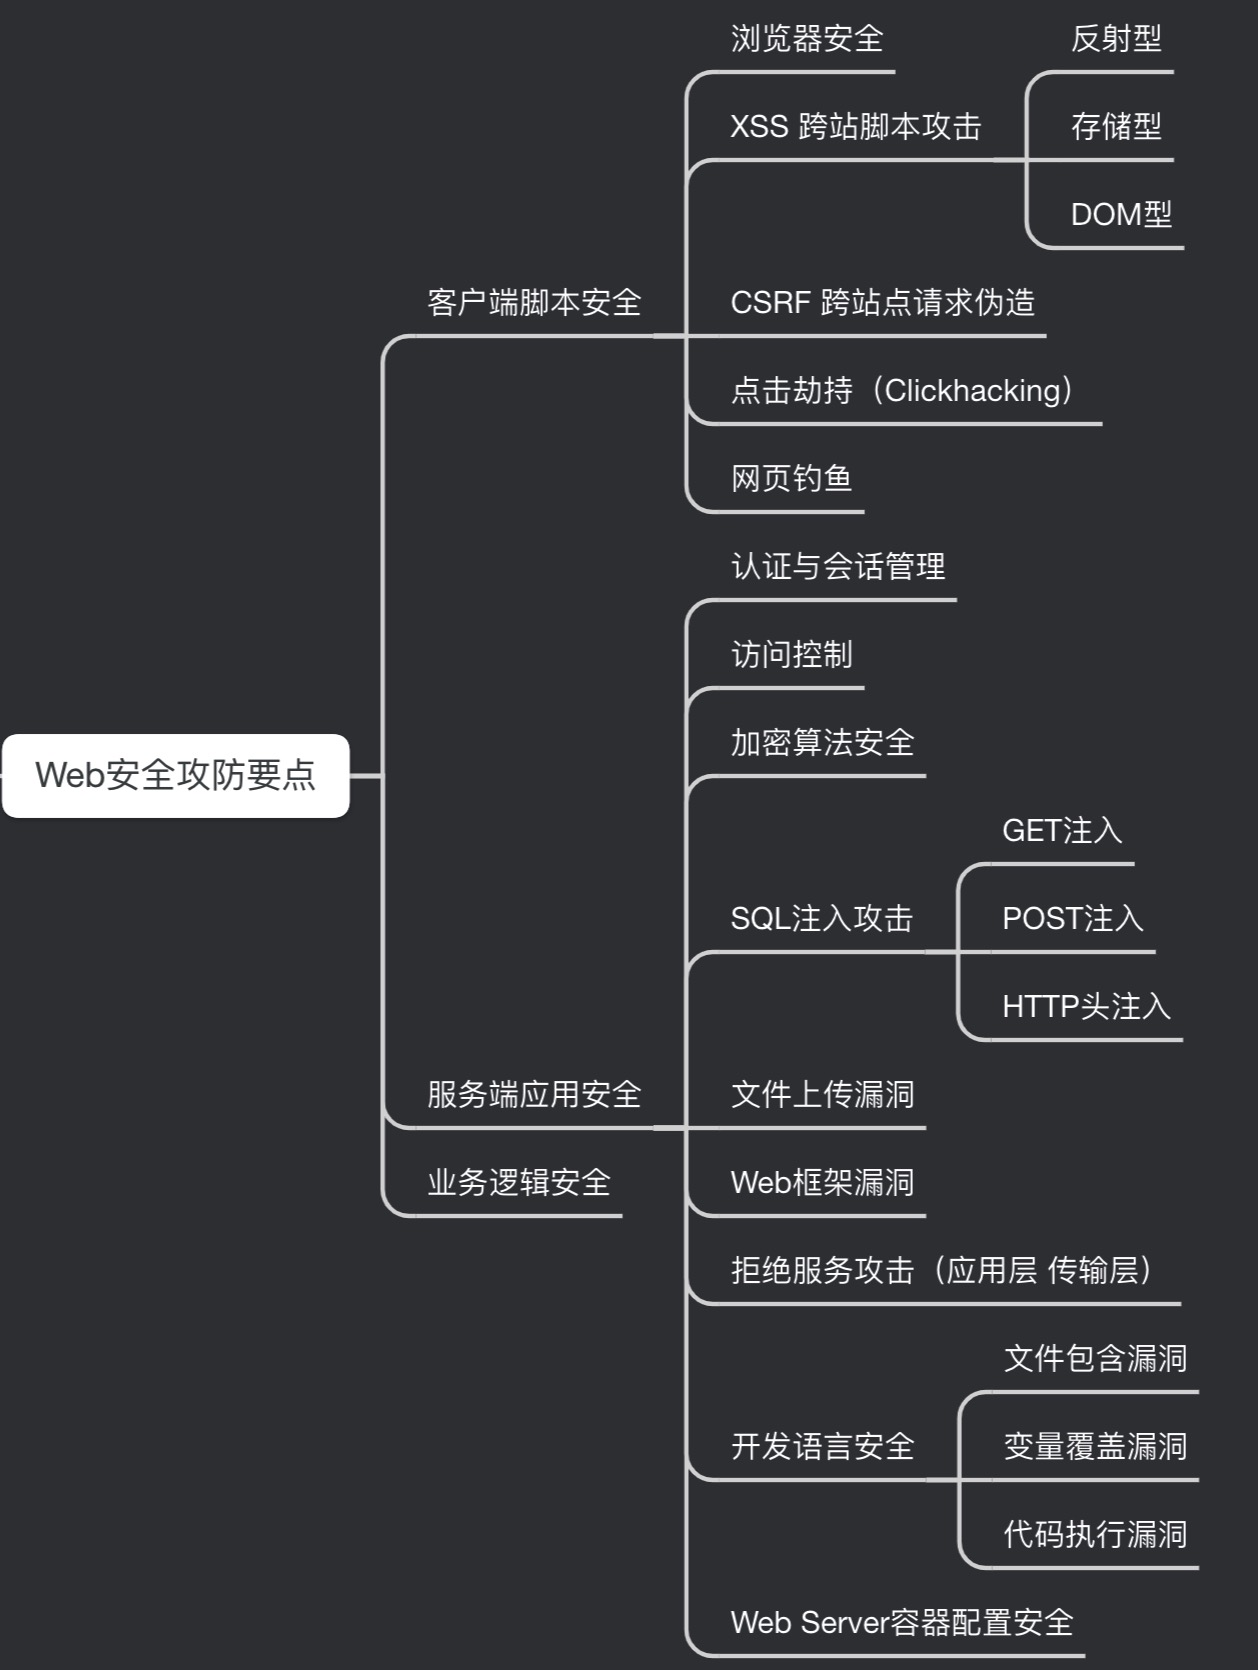 Web安全攻防要点
客户端脚本安全
浏览器安全
XSS 跨站脚本攻击
反射型
存储型
DOM型
CSRF 跨站点请求伪造
点击劫持（Clickhacking）
网页钓鱼
服务端应用安全
认证与会话管理
访问控制
加密算法安全
SQL注入攻击
GET注入
POST注入
HTTP头注入
文件上传漏洞
Web框架漏洞
拒绝服务攻击（应用层 传输层）
开发语言安全
文件包含漏洞
变量覆盖漏洞
代码执行漏洞
Web Server容器配置安全
业务逻辑安全